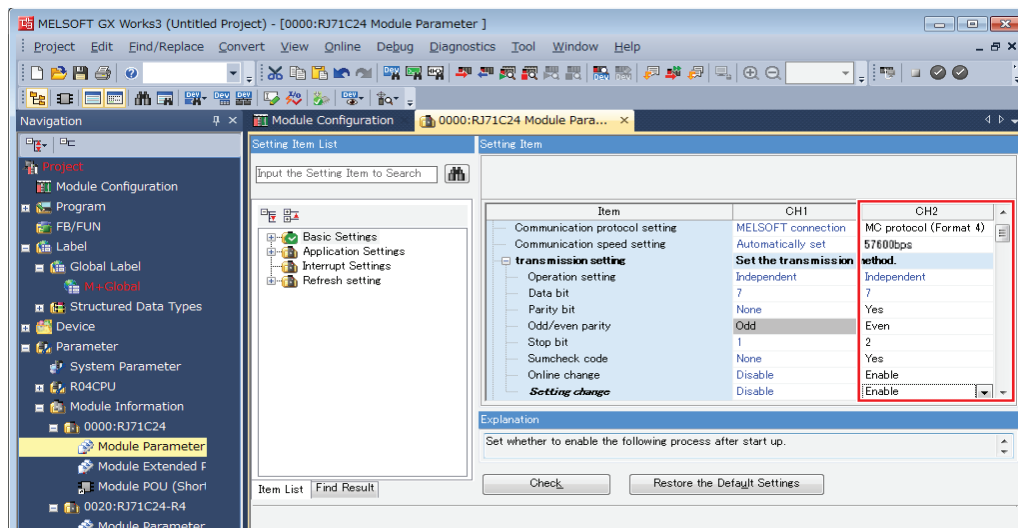 MELSOFT GX Works3 (Untitled Project) - [0000:RJ71C24 Module Parameter ]
Project Edit Find/Replace Convert View Online Debug Diagnostics Tool Window Help
Navigation
Module Configuration
0000:RJ71C24 Module Para...
Project
Module Configuration
Program
FB/FUN
Label
Global Label
M+Global
Structured Data Types
Device
Parameter
System Parameter
R04CPU
Module Information
0000:RJ71C24
Module Parameter
Module Extended P
Module POU (Short
0020:RJ71C24-R4
Module Parameter
Setting Item List
Input the Setting Item to Search
Basic Settings
Application Settings
Interrupt Settings
Refresh setting
Item List Find Result
Setting Item
Item CH1 CH2
Communication protocol setting MELSOFT connection MC protocol (Format 4)
Communication speed setting Automatically set 57600bps
transmission setting Set the transmission method.
Operation setting Independent Independent
Data bit 7 7
Parity bit None Yes
Odd/even parity Odd Even
Stop bit 1 2
Sumcheck code None Yes
Online change Disable Enable
Setting change Disable Enable
Explanation
Set whether to enable the following process after start up.
Check Restore the Default Settings